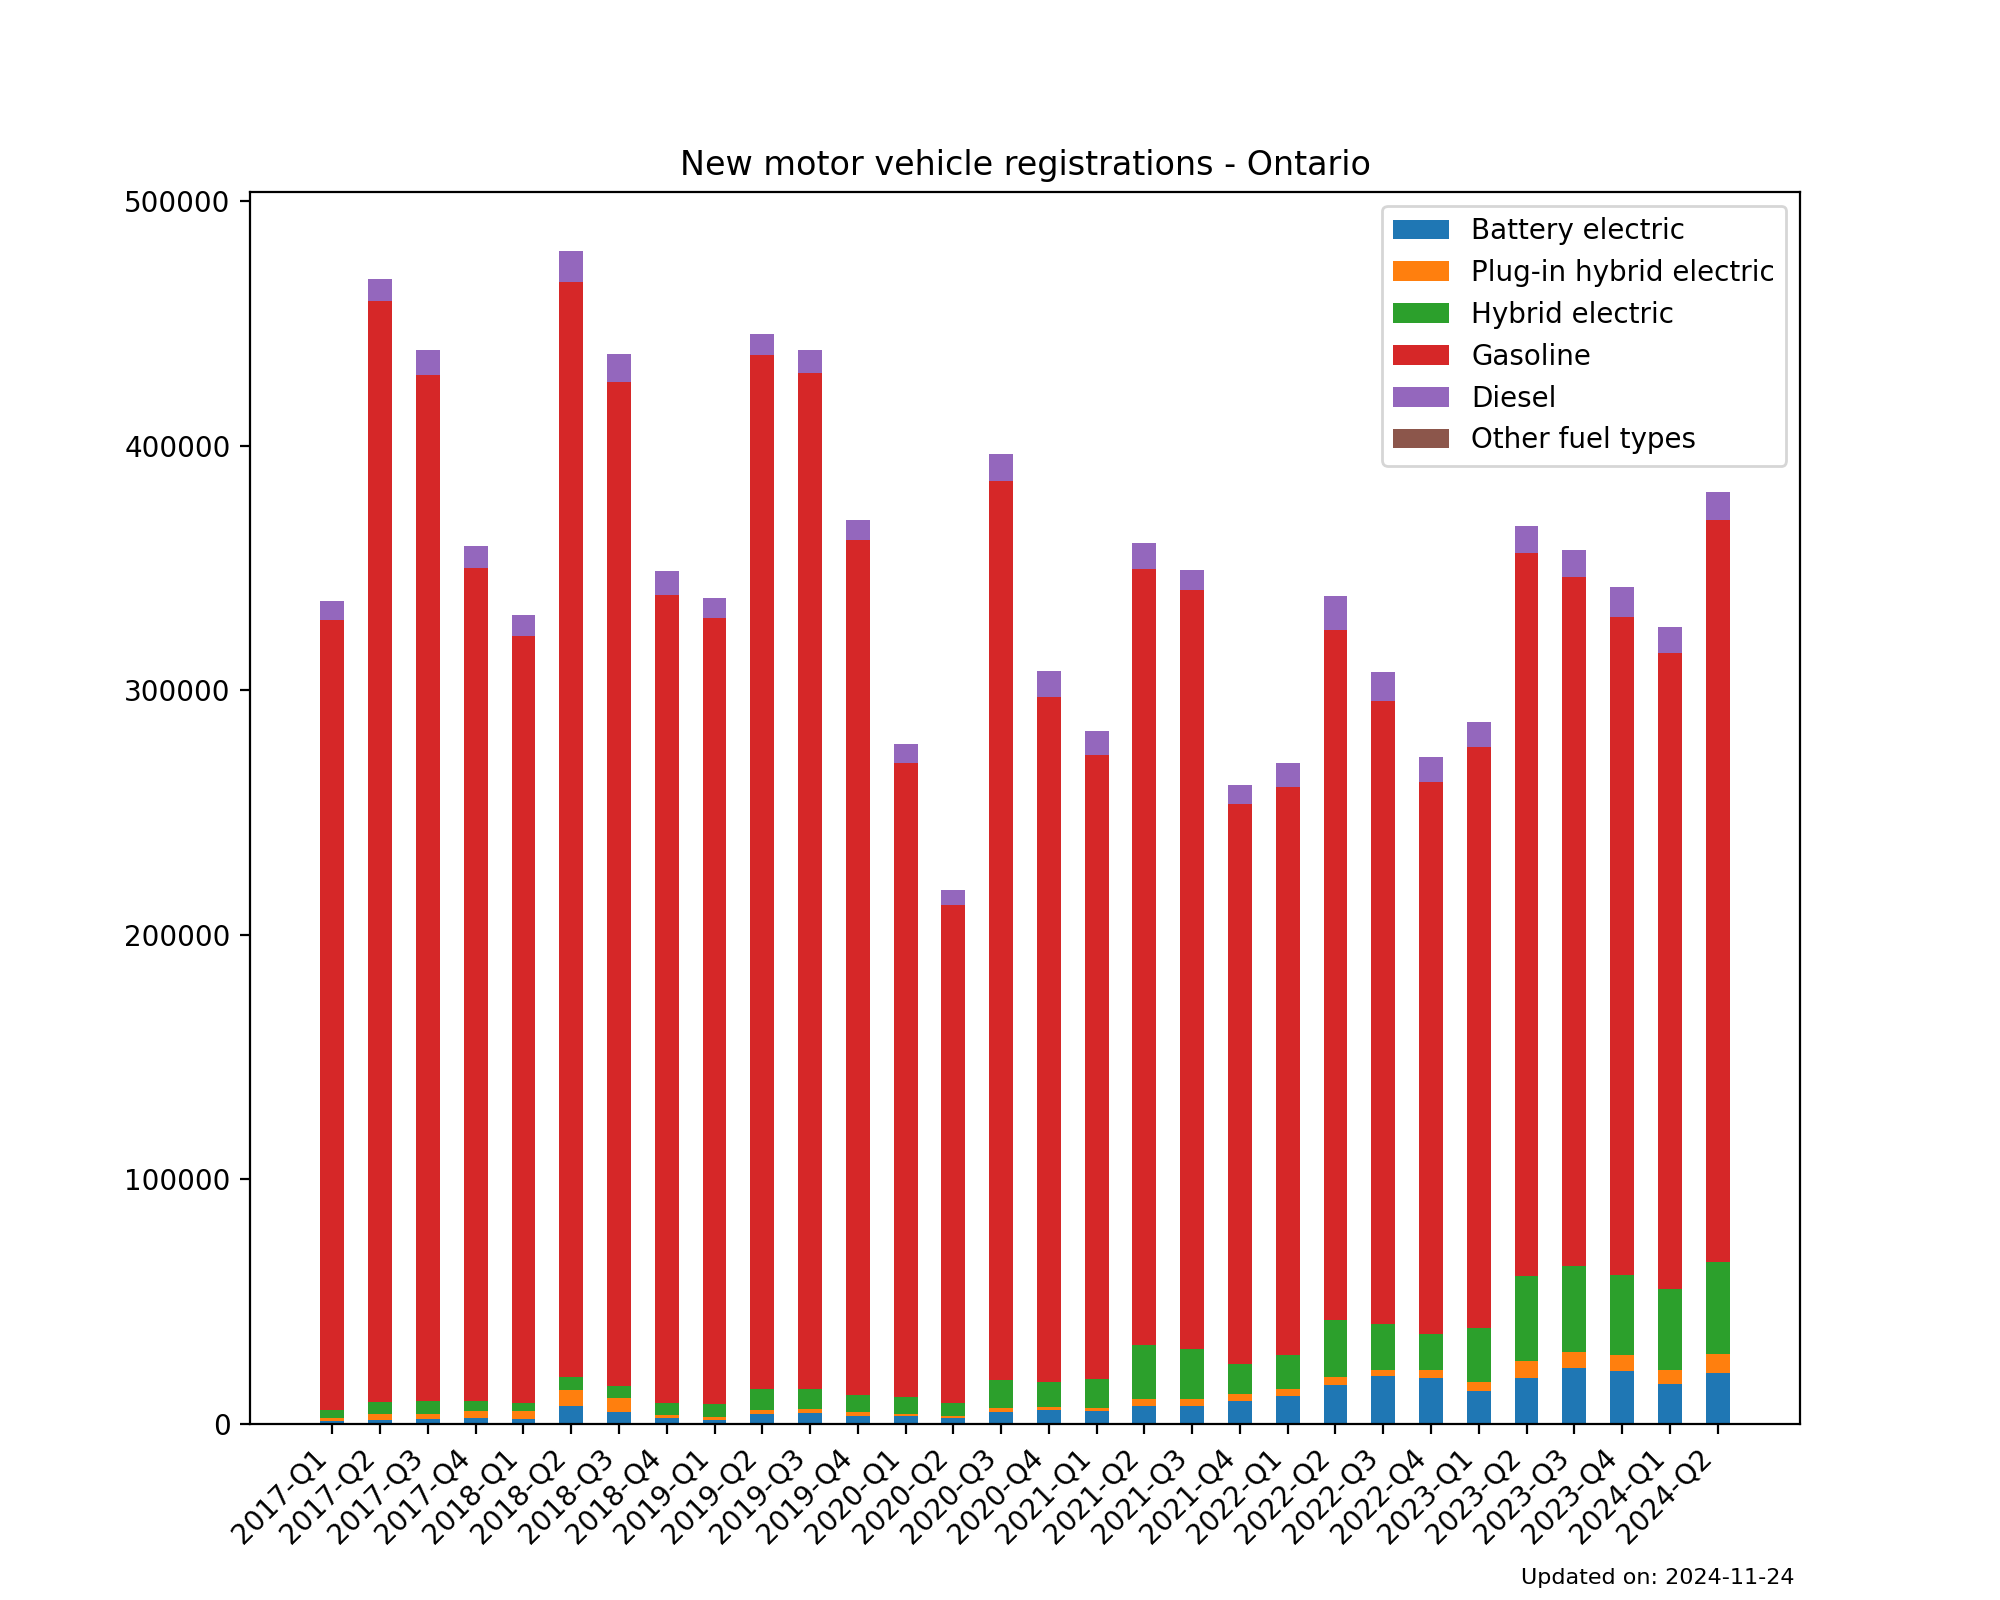 New motor vehicle registrations - Ontario
500000
400000
300000
200000
100000
0
Battery electric
Plug-in hybrid electric
Hybrid electric
Gasoline
Diesel
Other fuel types
2017-Q1
2017-Q2
2017-Q3
2017-Q4
2018-Q1
2018-Q2
2018-Q3
2018-Q4
2019-Q1
2019-Q2
2019-Q3
2019-Q4
2020-Q1
2020-Q2
2020-Q3
2020-Q4
2021-Q1
2021-Q2
2021-Q3
2021-Q4
2022-Q1
2022-Q2
2022-Q3
2022-Q4
2023-Q1
2023-Q2
2023-Q3
2023-Q4
2024-Q1
2024-Q2
Updated on: 2024-11-24